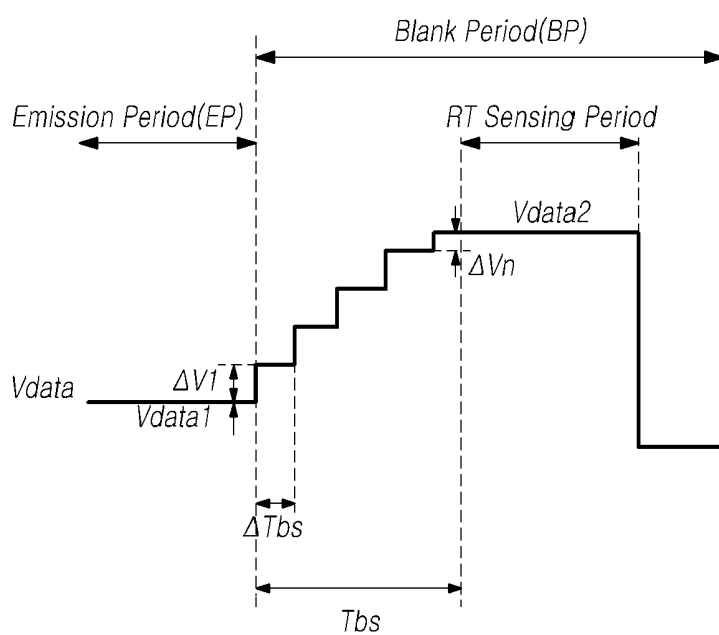 Blank Period(BP)
Emission Period(EP)
RT Sensing Period
Vdata2
ΔVn
ΔV1
Vdata
Vdata1
ΔTbs
Tbs